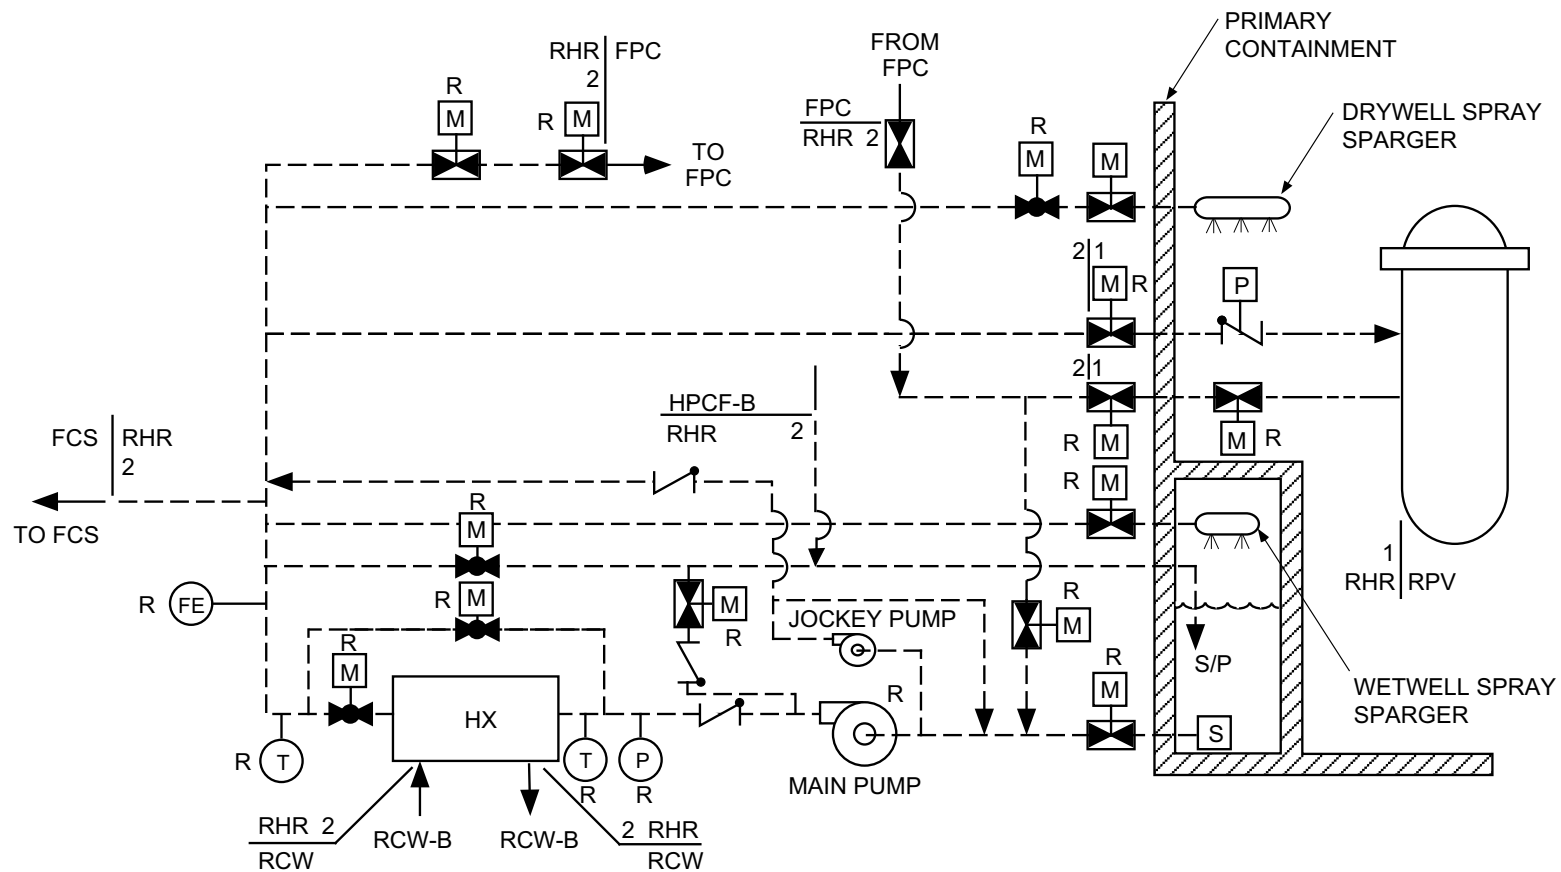 PRIMARY
CONTAINMENT
FROM
FPC
RHR FPC
2
R
M
R M
FPC
RHR 2
TO
FPC
R
M
M
DRYWELL SPRAY
SPARGER
2 1
M R
P
2 1
HPCF-B
RHR 2
R M
M R
FCS RHR
2
R M
TO FCS
R
M
1
RHR RPV
R FE
R M
M
R
JOCKEY PUMP
R
M
S/P
R
M
HX
R
R
M
WETWELL SPRAY
SPARGER
S
R T
T
R
P
R
MAIN PUMP
RHR 2
RCW
RCW-B
RCW-B
2 RHR
RCW